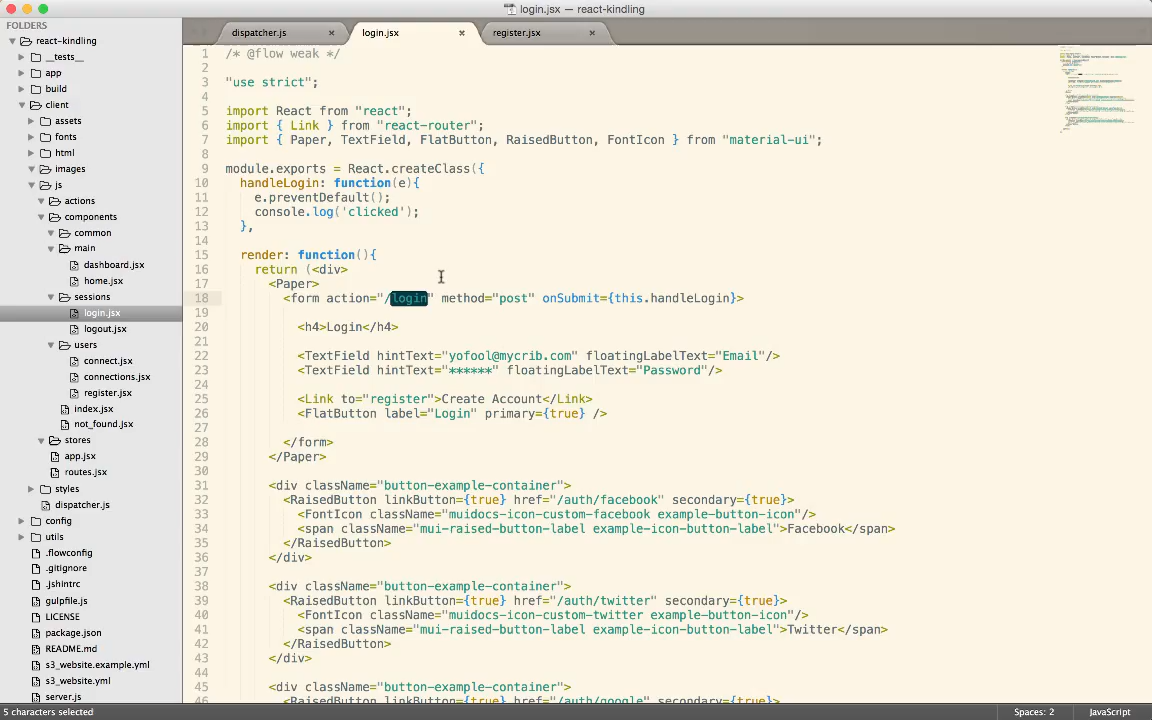 login.jsx — react-kindling
FOLDERS
react-kindling
__tests__
app
build
client
assets
fonts
html
images
js
actions
components
common
main
dashboard.jsx
home.jsx
sessions
login.jsx
logout.jsx
users
connect.jsx
connections.jsx
register.jsx
index.jsx
not_found.jsx
stores
app.jsx
routes.jsx
styles
dispatcher.js
config
utils
.flowconfig
.gitignore
.jshintrc
gulpfile.js
LICENSE
package.json
README.md
s3_website.example.yml
s3_website.yml
server.js
dispatcher.js × login.jsx × register.jsx ×
1 /* @flow weak */
2
3 "use strict";
4
5 import React from "react";
6 import { Link } from "react-router";
7 import { Paper, TextField, FlatButton, RaisedButton, FontIcon } from "material-ui";
8
9 module.exports = React.createClass({
10 handleLogin: function(e){
11 e.preventDefault();
12 console.log('clicked');
13 },
14
15 render: function(){
16 return (<div>
17 <Paper>
18 <form action="/login" method="post" onSubmit={this.handleLogin}>
19
20 <h4>Login</h4>
21
22 <TextField hintText="yofool@mycrib.com" floatingLabelText="Email"/>
23 <TextField hintText="******" floatingLabelText="Password"/>
24
25 <Link to="register">Create Account</Link>
26 <FlatButton label="Login" primary={true} />
27
28 </form>
29 </Paper>
30
31 <div className="button-example-container">
32 <RaisedButton linkButton={true} href="/auth/facebook" secondary={true}>
33 <FontIcon className="muidocs-icon-custom-facebook example-button-icon"/>
34 <span className="mui-raised-button-label example-icon-button-label">Facebook</span>
35 </RaisedButton>
36 </div>
37
38 <div className="button-example-container">
39 <RaisedButton linkButton={true} href="/auth/twitter" secondary={true}>
40 <FontIcon className="muidocs-icon-custom-twitter example-button-icon"/>
41 <span className="mui-raised-button-label example-icon-button-label">Twitter</span>
42 </RaisedButton>
43 </div>
44
45 <div className="button-example-container">
46 <RaisedButton linkButton={true} href="/auth/google" secondary={true}>
5 characters selected
Spaces: 2 JavaScript